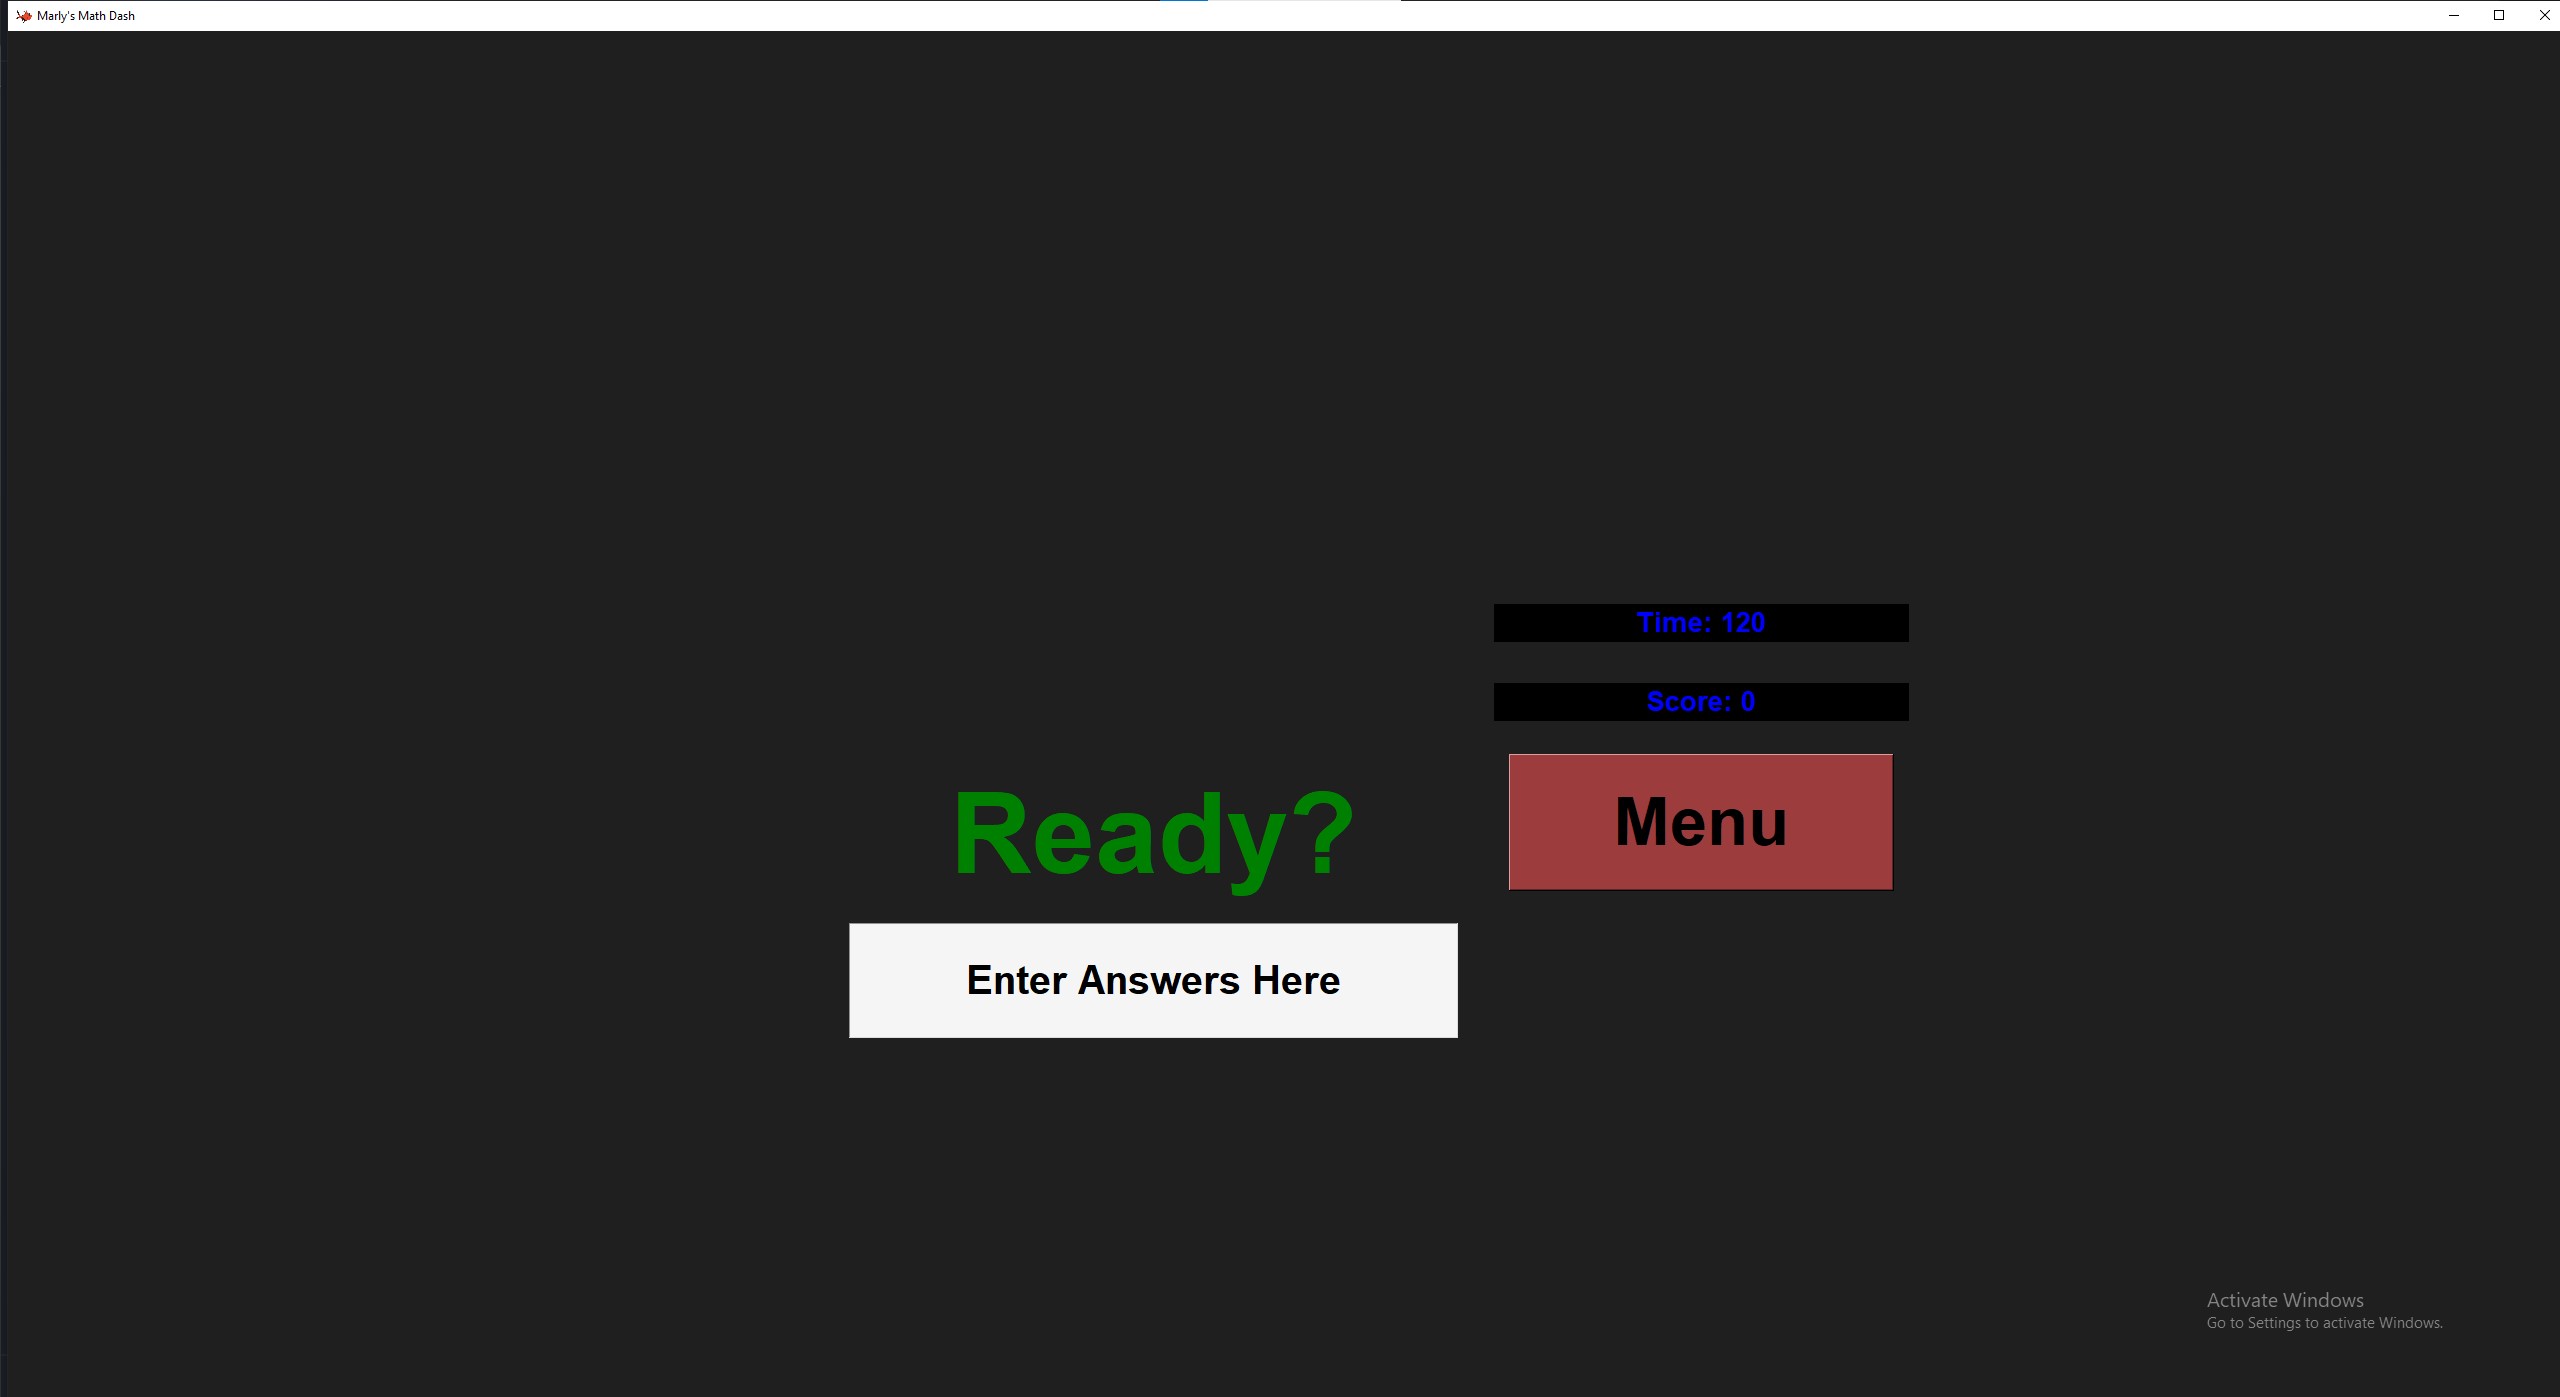 Marly's Math Dash
Time: 120
Score: 0
Menu
Ready?
Enter Answers Here
Activate Windows
Go to Settings to activate Windows.